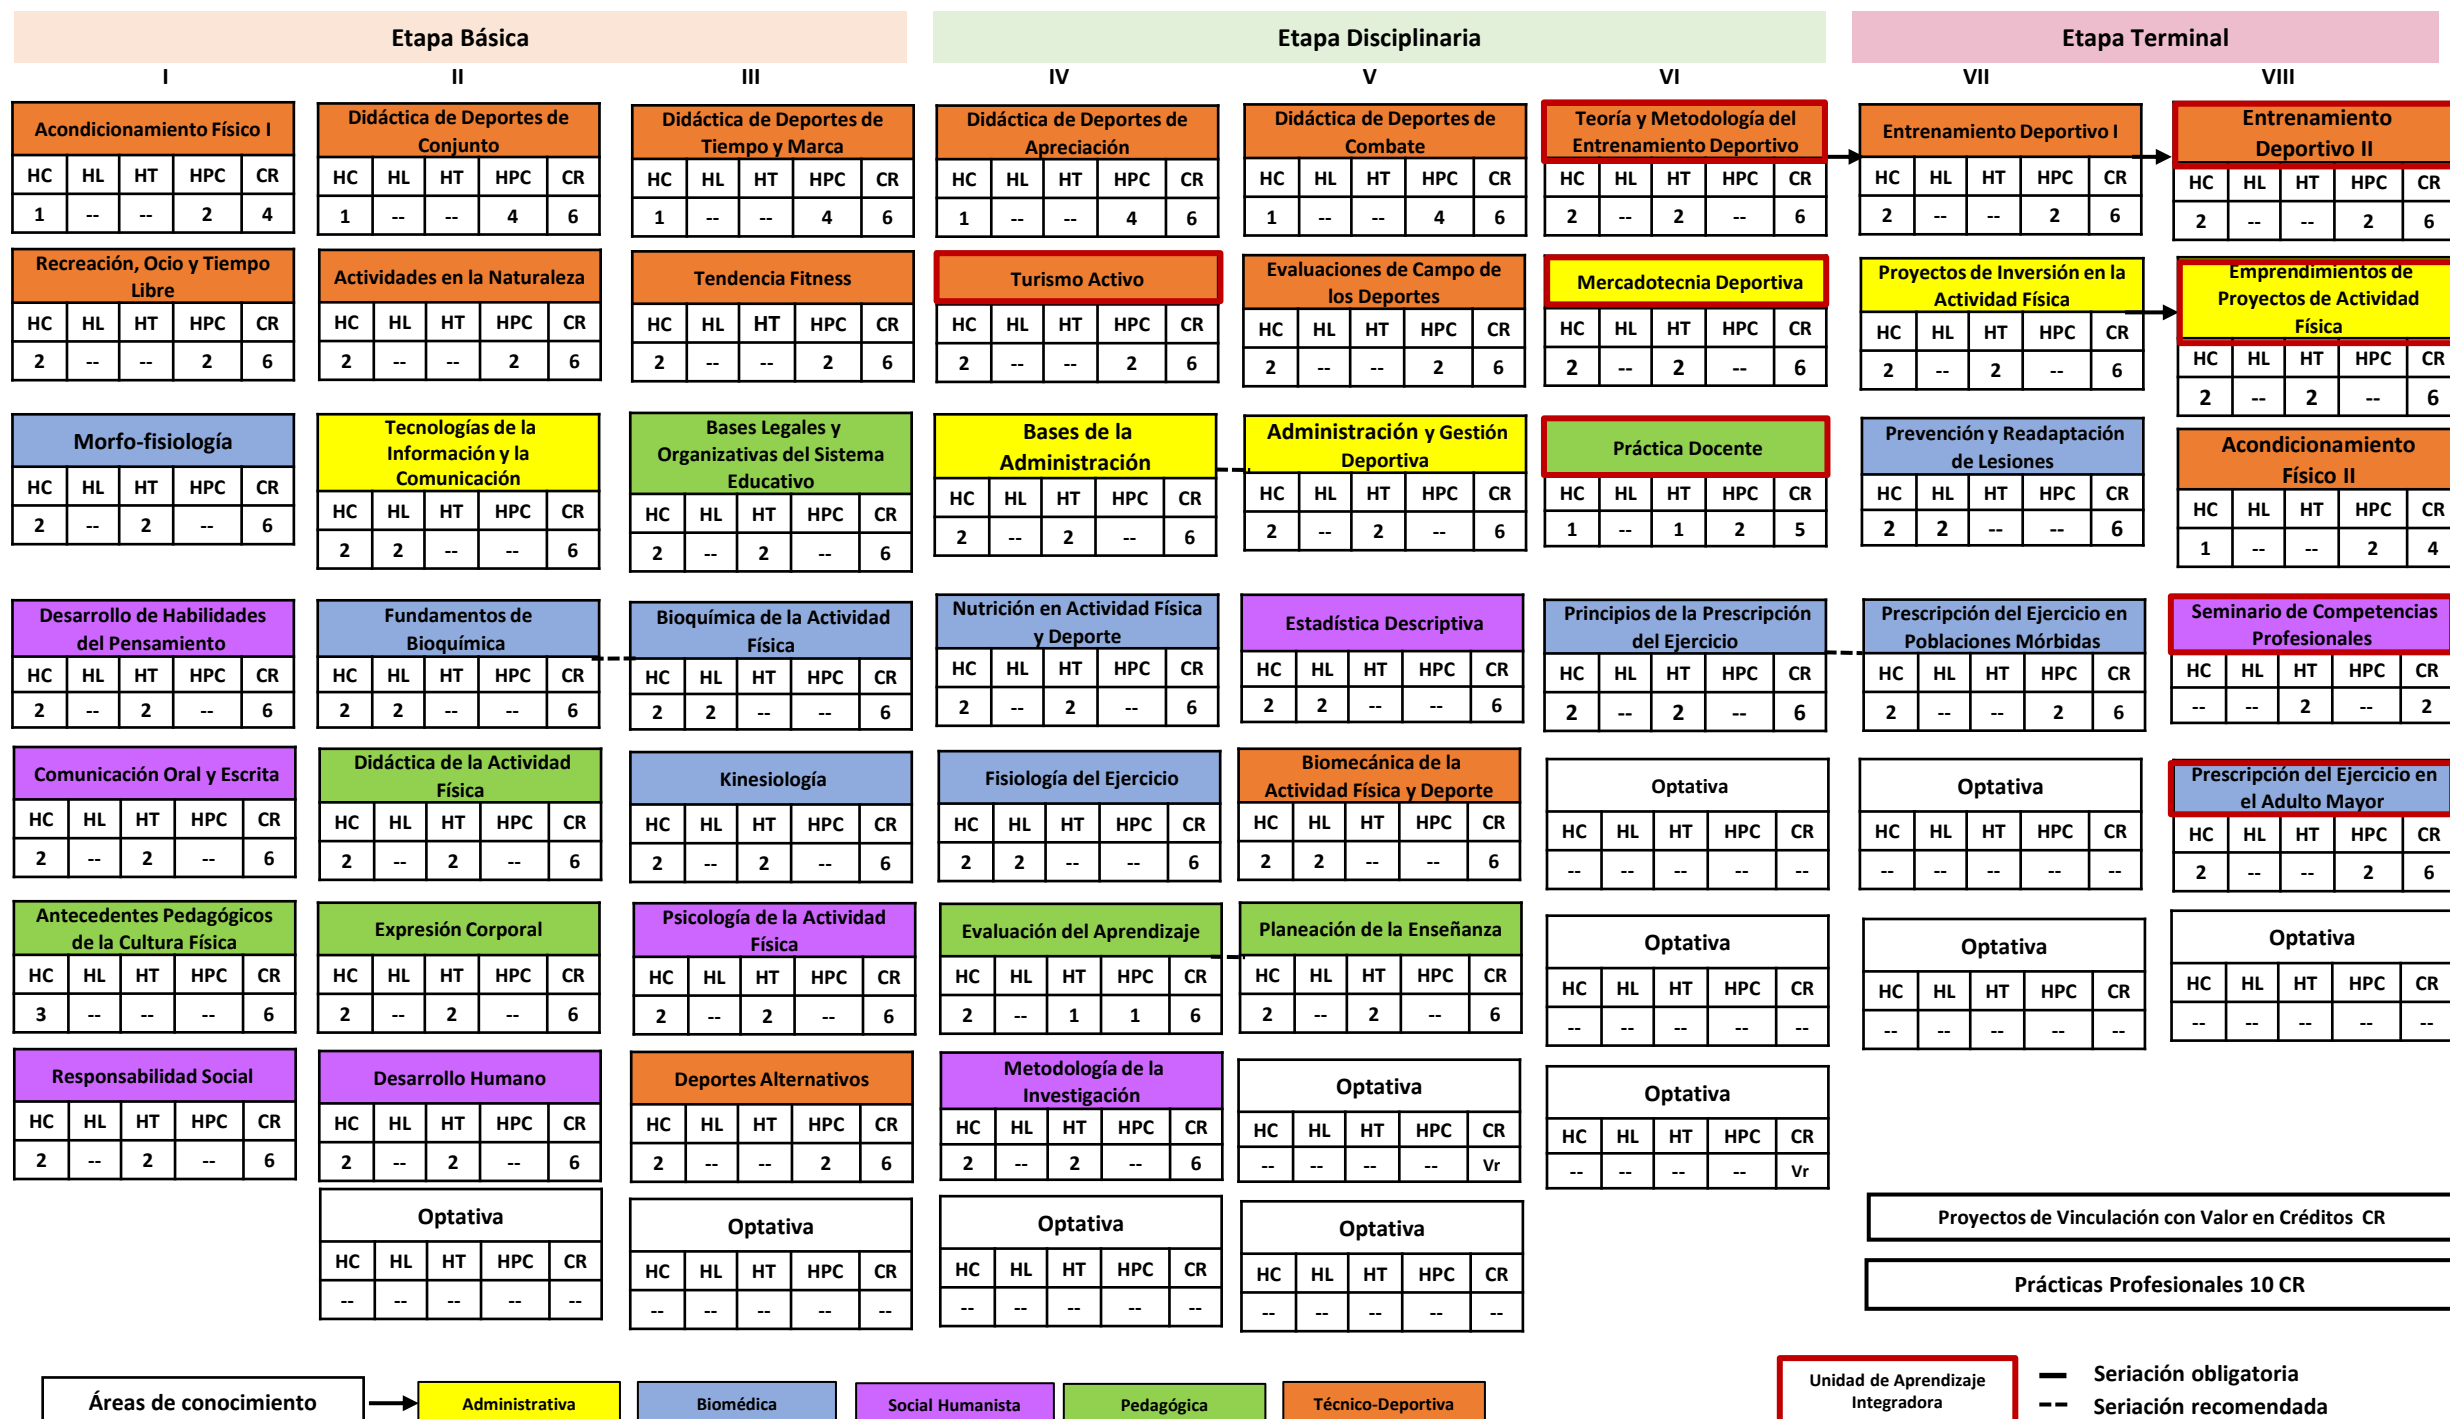 Etapa Básica
Etapa Disciplinaria
Etapa Terminal
I
II
III
IV
V
VI
VII
VIII
Acondicionamiento Físico I
HC HL HT HPC CR
1 -- -- 2 4
Didáctica de Deportes de
Conjunto
HC HL HT HPC CR
1 -- -- 4 6
Didáctica de Deportes de
Tiempo y Marca
HC HL HT HPC CR
1 -- -- 4 6
Didáctica de Deportes de
Apreciación
HC HL HT HPC CR
1 -- -- 4 6
Didáctica de Deportes de
Combate
HC HL HT HPC CR
1 -- -- 4 6
Teoría y Metodología del
Entrenamiento Deportivo
HC HL HT HPC CR
2 -- 2 -- 6
Entrenamiento Deportivo I
HC HL HT HPC CR
2 -- -- 2 6
Entrenamiento
Deportivo II
HC HL HT HPC CR
2 -- -- 2 6
Recreación, Ocio y Tiempo
Libre
HC HL HT HPC CR
2 -- -- 2 6
Actividades en la Naturaleza
HC HL HT HPC CR
2 -- -- 2 6
Tendencia Fitness
HC HL HT HPC CR
2 -- -- 2 6
Turismo Activo
HC HL HT HPC CR
2 -- -- 2 6
Evaluaciones de Campo de
los Deportes
HC HL HT HPC CR
2 -- -- 2 6
Mercadotecnia Deportiva
HC HL HT HPC CR
2 -- 2 -- 6
Proyectos de Inversión en la
Actividad Física
HC HL HT HPC CR
2 -- 2 -- 6
Emprendimientos de
Proyectos de Actividad
Física
HC HL HT HPC CR
2 -- 2 -- 6
Morfo-fisiología
HC HL HT HPC CR
2 -- 2 -- 6
Tecnologías de la
Información y la
Comunicación
HC HL HT HPC CR
2 2 -- -- 6
Bases Legales y
Organizativas del Sistema
Educativo
HC HL HT HPC CR
2 -- 2 -- 6
Bases de la
Administración
HC HL HT HPC CR
2 -- 2 -- 6
Administración y Gestión
Deportiva
HC HL HT HPC CR
2 -- 2 -- 6
Práctica Docente
HC HL HT HPC CR
1 -- 1 2 5
Prevención y Readaptación
de Lesiones
HC HL HT HPC CR
2 2 -- -- 6
Acondicionamiento
Físico II
HC HL HT HPC CR
1 -- -- 2 4
Desarrollo de Habilidades
del Pensamiento
HC HL HT HPC CR
2 -- 2 -- 6
Fundamentos de
Bioquímica
HC HL HT HPC CR
2 2 -- -- 6
Bioquímica de la Actividad
Física
HC HL HT HPC CR
2 2 -- -- 6
Nutrición en Actividad Física
y Deporte
HC HL HT HPC CR
2 -- 2 -- 6
Estadística Descriptiva
HC HL HT HPC CR
2 2 -- -- 6
Principios de la Prescripción
del Ejercicio
HC HL HT HPC CR
2 -- 2 -- 6
Prescripción del Ejercicio en
Poblaciones Mórbidas
HC HL HT HPC CR
2 -- -- 2 6
Seminario de Competencias
Profesionales
HC HL HT HPC CR
-- -- 2 -- 2
Comunicación Oral y Escrita
HC HL HT HPC CR
2 -- 2 -- 6
Didáctica de la Actividad
Física
HC HL HT HPC CR
2 -- 2 -- 6
Kinesiología
HC HL HT HPC CR
2 -- 2 -- 6
Fisiología del Ejercicio
HC HL HT HPC CR
2 2 -- -- 6
Biomecánica de la
Actividad Física y Deporte
HC HL HT HPC CR
2 2 -- -- 6
Optativa
HC HL HT HPC CR
-- -- -- -- --
Optativa
HC HL HT HPC CR
-- -- -- -- --
Prescripción del Ejercicio en
el Adulto Mayor
HC HL HT HPC CR
2 -- -- 2 6
Antecedentes Pedagógicos
de la Cultura Física
HC HL HT HPC CR
3 -- -- -- 6
Expresión Corporal
HC HL HT HPC CR
2 -- 2 -- 6
Psicología de la Actividad
Física
HC HL HT HPC CR
2 -- 2 -- 6
Evaluación del Aprendizaje
HC HL HT HPC CR
2 -- 1 1 6
Planeación de la Enseñanza
HC HL HT HPC CR
2 -- 2 -- 6
Optativa
HC HL HT HPC CR
-- -- -- -- --
Optativa
HC HL HT HPC CR
-- -- -- -- --
Optativa
HC HL HT HPC CR
-- -- -- -- --
Responsabilidad Social
HC HL HT HPC CR
2 -- 2 -- 6
Desarrollo Humano
HC HL HT HPC CR
2 -- 2 -- 6
Deportes Alternativos
HC HL HT HPC CR
2 -- -- 2 6
Metodología de la
Investigación
HC HL HT HPC CR
2 -- 2 -- 6
Optativa
HC HL HT HPC CR
-- -- -- -- Vr
Optativa
HC HL HT HPC CR
-- -- -- -- Vr
Optativa
HC HL HT HPC CR
-- -- -- -- --
Optativa
HC HL HT HPC CR
-- -- -- -- --
Optativa
HC HL HT HPC CR
-- -- -- -- --
Optativa
HC HL HT HPC CR
-- -- -- -- --
Proyectos de Vinculación con Valor en Créditos CR
Prácticas Profesionales 10 CR
Áreas de conocimiento
Administrativa
Biomédica
Social Humanista
Pedagógica
Técnico-Deportiva
Unidad de Aprendizaje
Integradora
Seriación obligatoria
Seriación recomendada